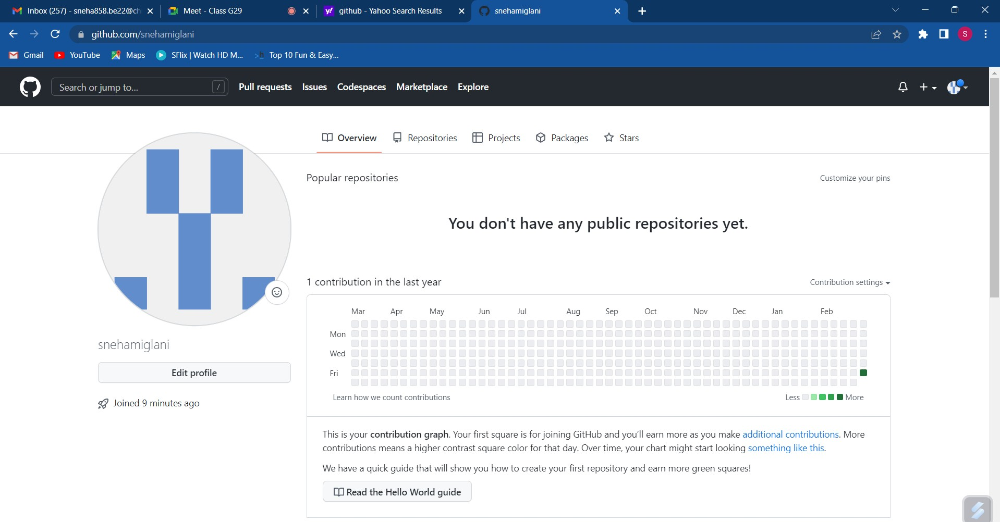 Inbox (257) - sneha858.be22@ch
Meet - Class G29
github - Yahoo Search Results
snehamiglani
github.com/snehamiglani
S
Gmail
YouTube
Maps
SFlix | Watch HD M...
Top 10 Fun & Easy...
Search or jump to...
/
Pull requests
Issues
Codespaces
Marketplace
Explore
Overview
Repositories
Projects
Packages
Stars
Popular repositories
Customize your pins
You don't have any public repositories yet.
1 contribution in the last year
Contribution settings
Mar Apr May Jun Jul Aug Sep Oct Nov Dec Jan Feb
Mon
Wed
Fri
Learn how we count contributions
Less
More
snehamiglani
Edit profile
Joined 9 minutes ago
This is your contribution graph. Your first square is for joining GitHub and you’ll earn more as you make additional contributions. More
contributions means a higher contrast square color for that day. Over time, your chart might start looking something like this.
We have a quick guide that will show you how to create your first repository and earn more green squares!
Read the Hello World guide